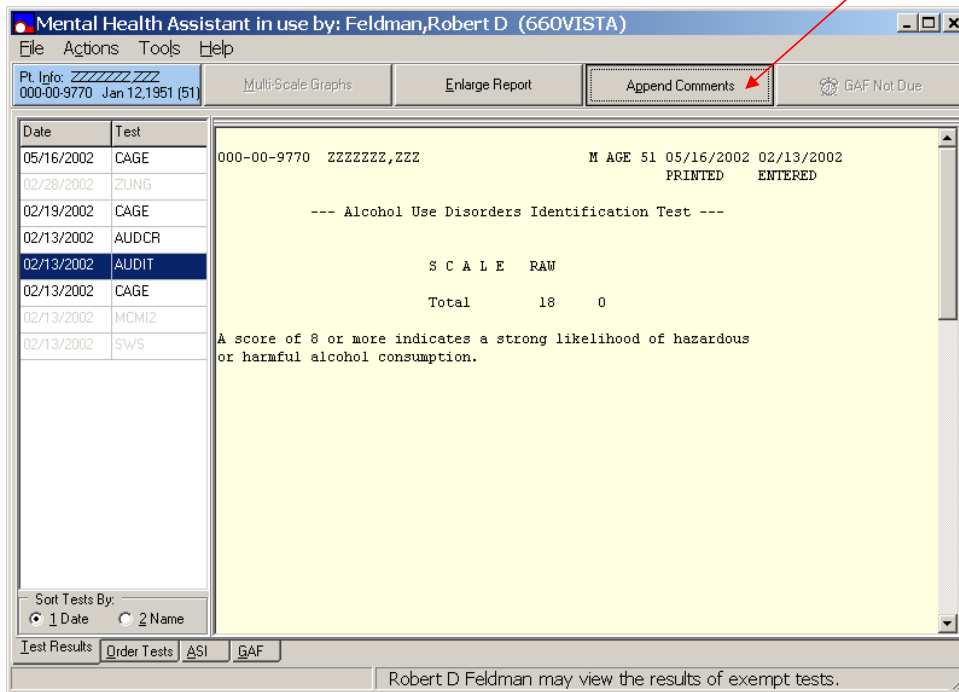 Mental Health Assistant in use by: Feldman,Robert D (660VISTA)
File Actions Tools Help
Pt. Info: ZZZZZZZ,ZZZ
000-00-9770 Jan 12,1951 (51)
Multi-Scale Graphs
Enlarge Report
Append Comments
GAF Not Due
Date Test
05/16/2002 CAGE
02/28/2002 ZUNG
02/19/2002 CAGE
02/13/2002 AUDCR
02/13/2002 AUDIT
02/13/2002 CAGE
02/13/2002 MCMI2
02/13/2002 SWS
000-00-9770 ZZZZZZZ,ZZZ M AGE 51 05/16/2002 02/13/2002
PRINTED ENTERED
--- Alcohol Use Disorders Identification Test ---
S C A L E RAW
Total 18 0
A score of 8 or more indicates a strong likelihood of hazardous
or harmful alcohol consumption.
Sort Tests By:
1 Date 2 Name
Test Results Order Tests ASI GAF
Robert D Feldman may view the results of exempt tests.